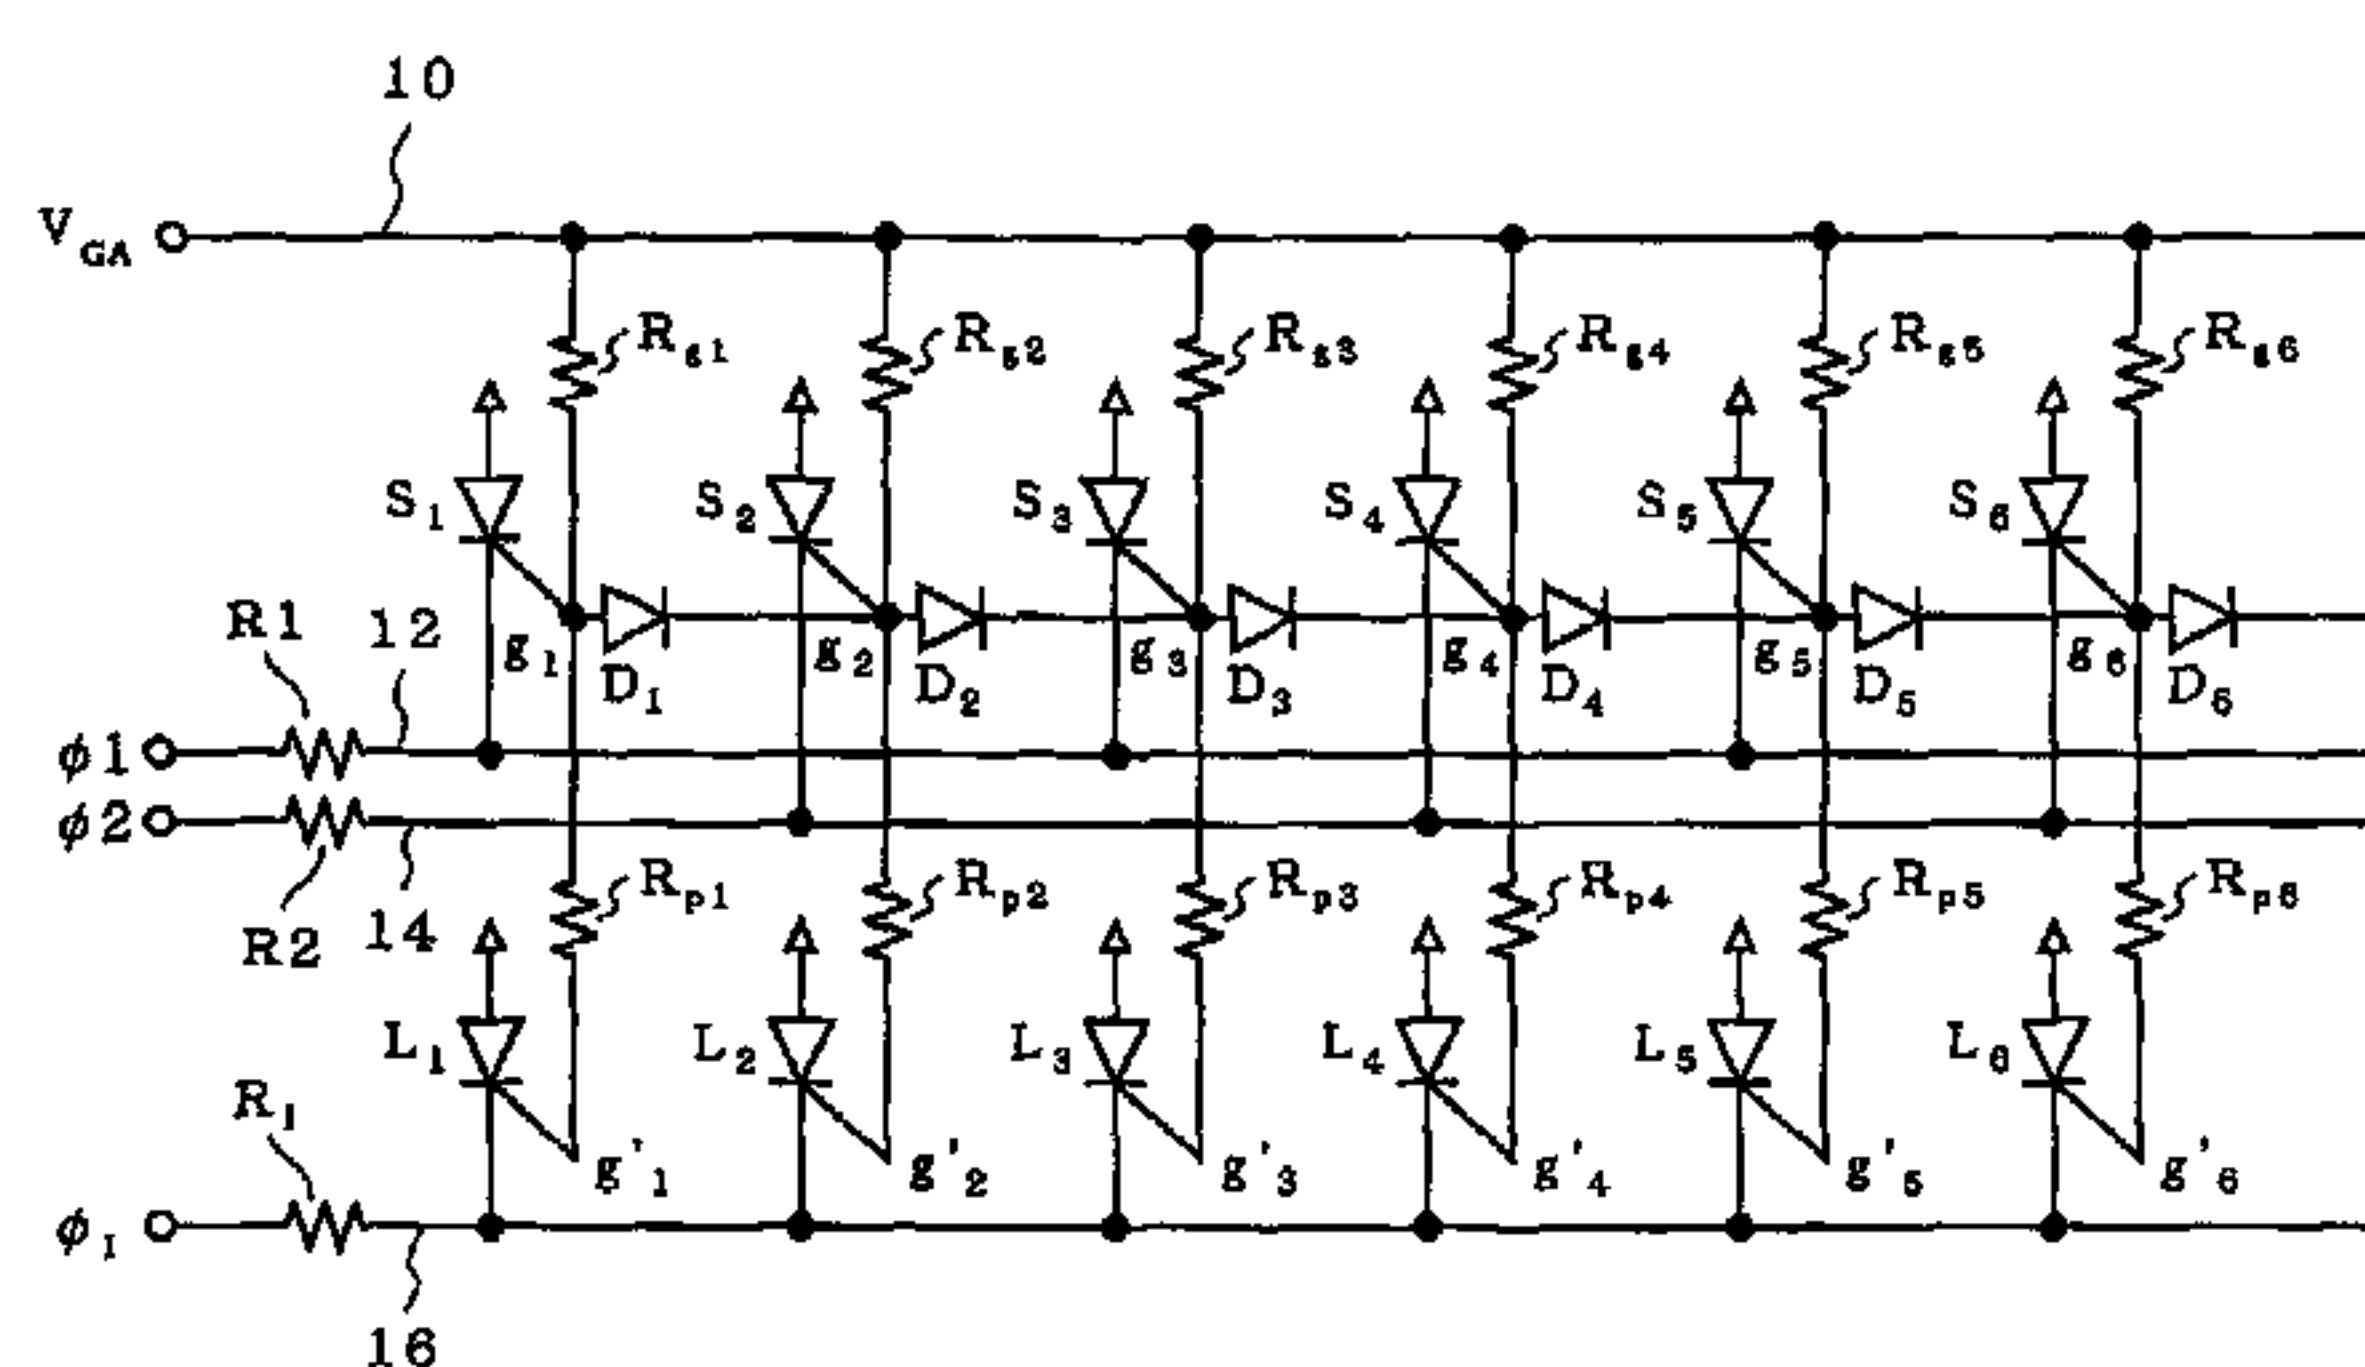 10
V GA
Rg1 Rg2 Rg3 Rg4 Rg5 Rg6
S1 S2 S3 S4 S5 S6
R1 12 g1 g2 g3 g4 g5 g6
D1 D2 D3 D4 D5 D6
φ1
φ2
Rp1 Rp2 Rp3 Rp4 Rp5 Rp6
R2 14
L1 L2 L3 L4 L5 L6
RI
g'1 g'2 g'3 g'4 g'5 g'6
φI
16